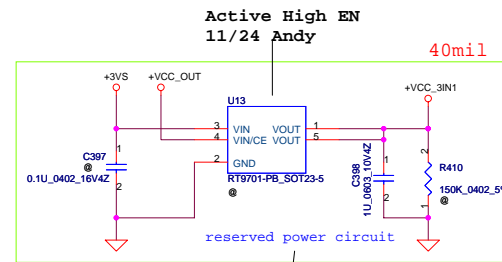 Active High EN
11/24 Andy
40mil
+3VS
+VCC_OUT
+VCC_3IN1
U13
3
VIN
VOUT
1
4
VIN/CE
VOUT
5
2
GND
1
C397
@
0.1U_0402_16V4Z
2
RT9701-PB_SOT23-5
@
1
C398
1U_0603_10V4Z
2
2
R410
150K_0402_5%
@
1
reserved power circuit